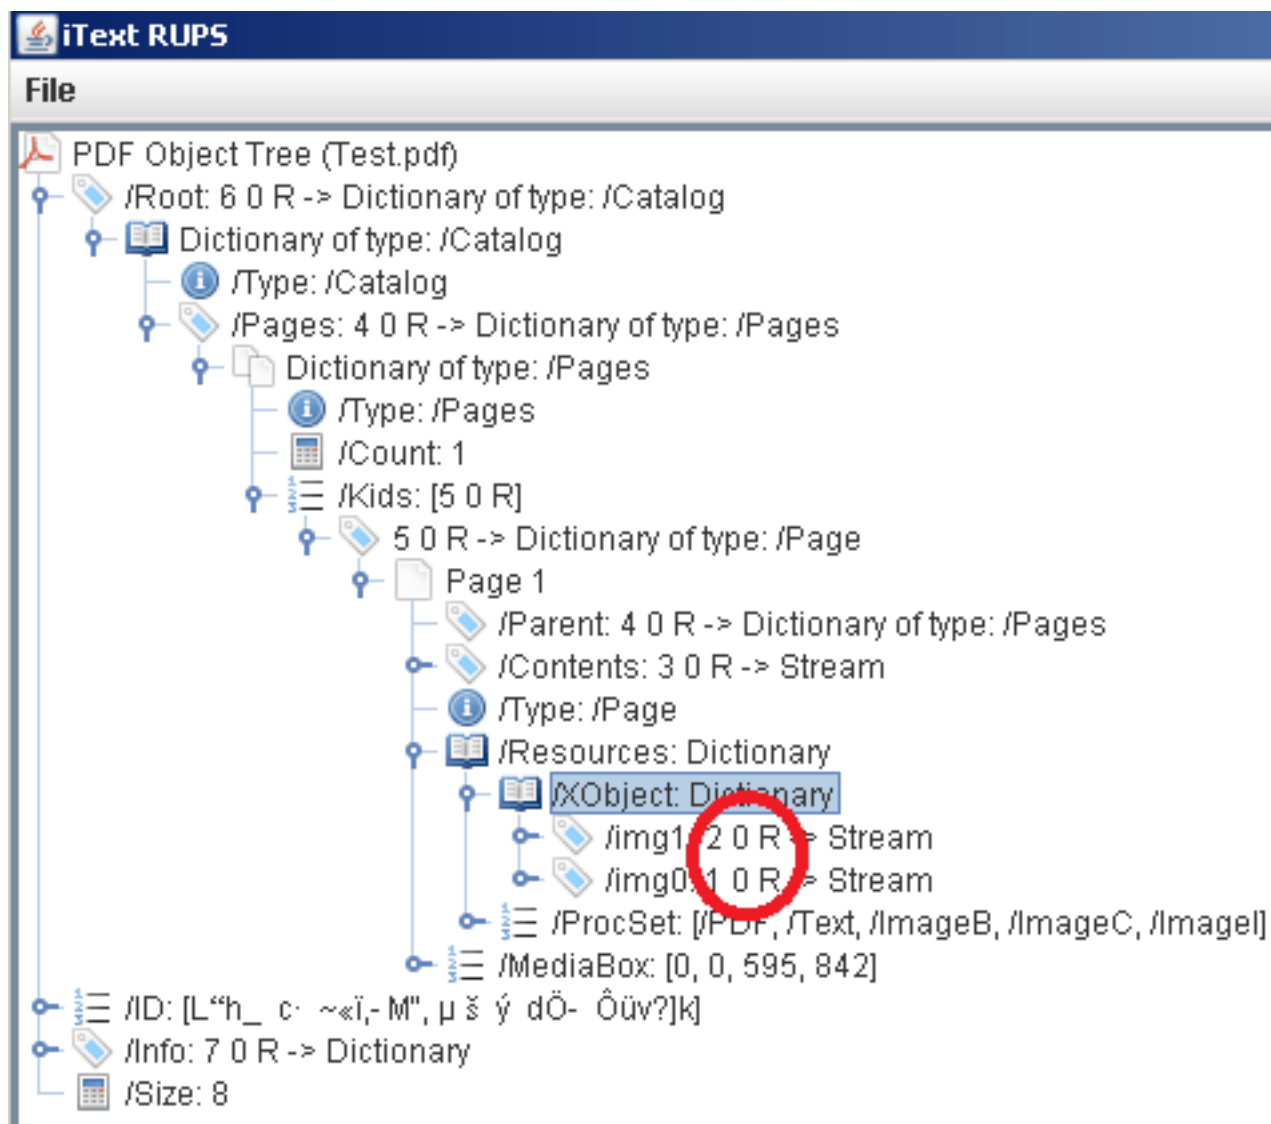 iText RUPS
File
PDF Object Tree (Test.pdf)
/Root: 6 0 R -> Dictionary of type: /Catalog
Dictionary of type: /Catalog
/Type: /Catalog
/Pages: 4 0 R -> Dictionary of type: /Pages
Dictionary of type: /Pages
/Type: /Pages
/Count: 1
/Kids: [5 0 R]
5 0 R -> Dictionary of type: /Page
Page 1
/Parent: 4 0 R -> Dictionary of type: /Pages
/Contents: 3 0 R -> Stream
/Type: /Page
/Resources: Dictionary
/XObject: Dictionary
/img1: 2 0 R -> Stream
/img0: 1 0 R -> Stream
/ProcSet: [/PDF, /Text, /ImageB, /ImageC, /ImageI]
/MediaBox: [0, 0, 595, 842]
/ID: [L“h_ c· ~«ï,- M", µ š ý dÖ- Ôüv?]k]
/Info: 7 0 R -> Dictionary
/Size: 8